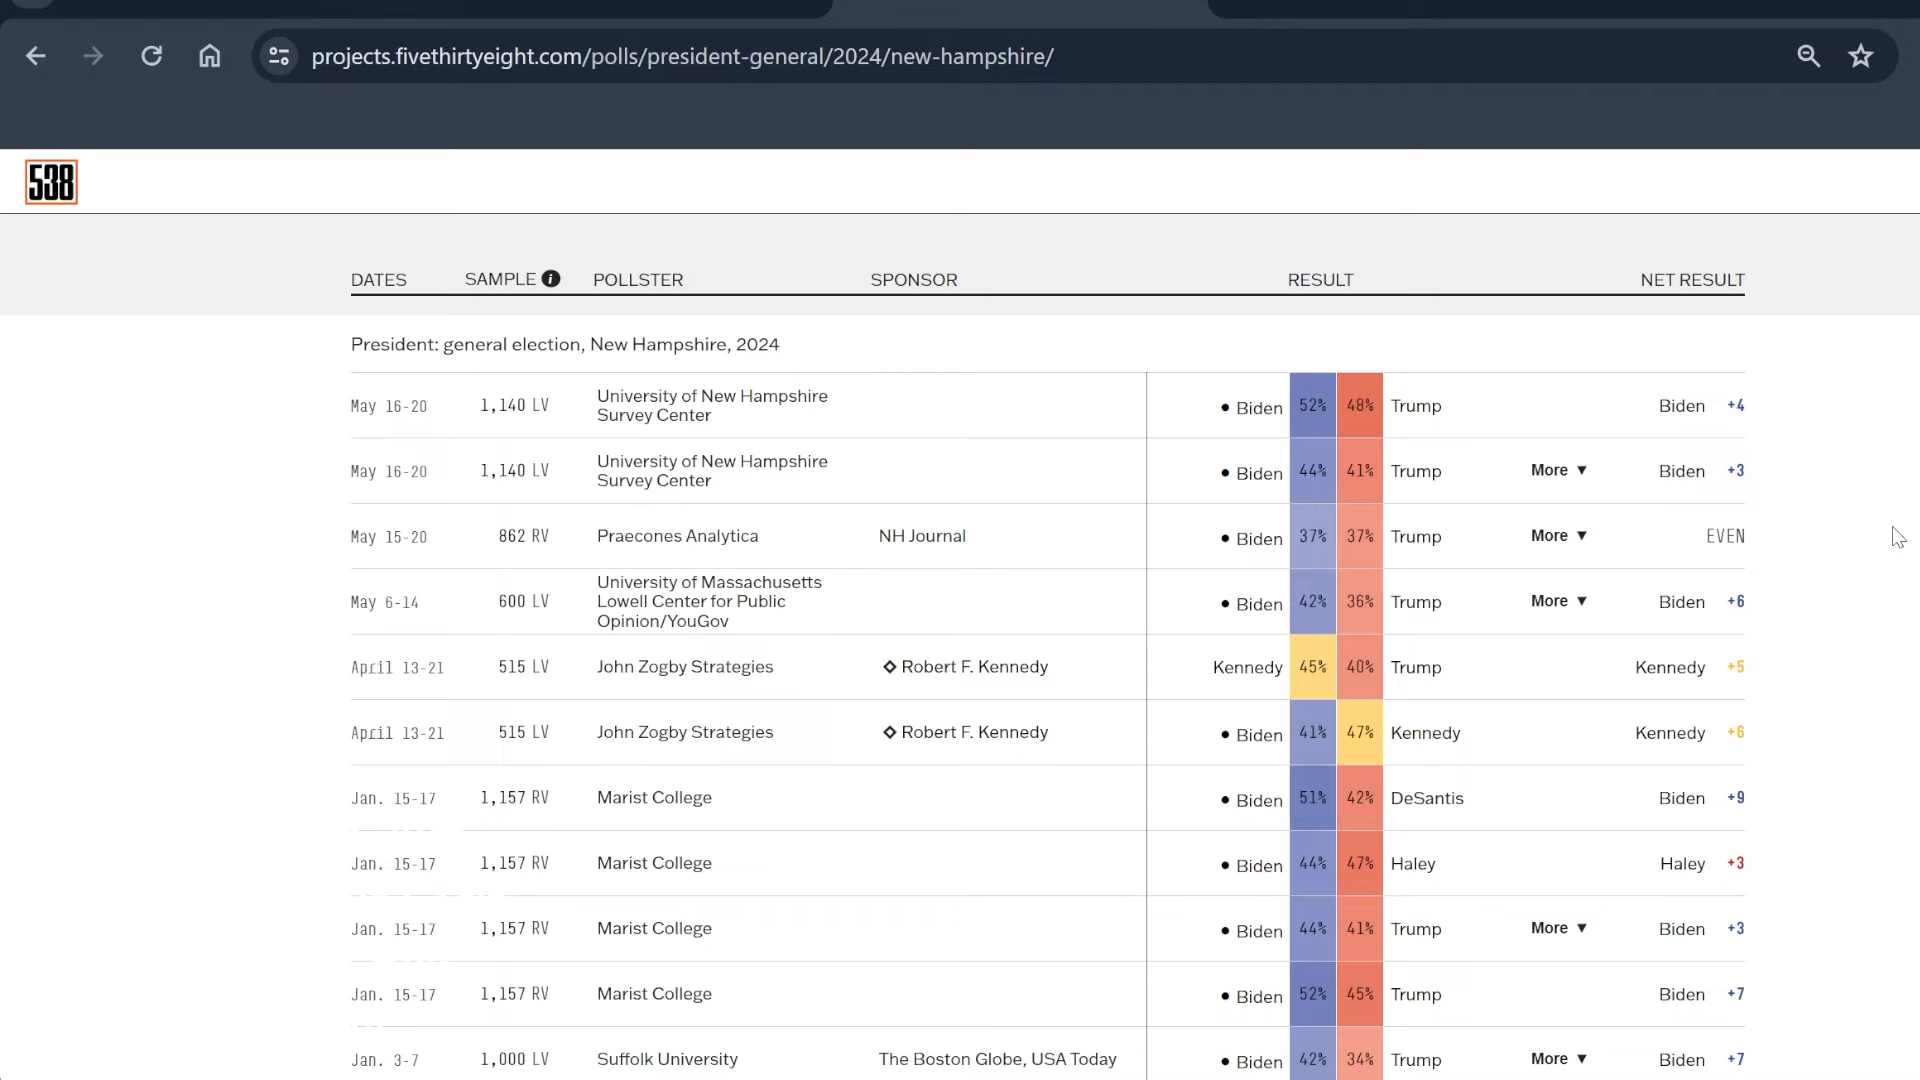 projects.fivethirtyeight.com/polls/president-general/2024/new-hampshire/
538
DATES SAMPLE i POLLSTER SPONSOR RESULT NET RESULT
President: general election, New Hampshire, 2024
May 16-20 1,140 LV University of New Hampshire Survey Center Biden 52% 48% Trump Biden +4
May 16-20 1,140 LV University of New Hampshire Survey Center Biden 44% 41% Trump More ▼ Biden +3
May 15-20 862 RV Praecones Analytica NH Journal Biden 37% 37% Trump More ▼ EVEN
May 6-14 600 LV University of Massachusetts Lowell Center for Public Opinion/YouGov Biden 42% 36% Trump More ▼ Biden +6
April 13-21 515 LV John Zogby Strategies Robert F. Kennedy Kennedy 45% 40% Trump Kennedy +5
April 13-21 515 LV John Zogby Strategies Robert F. Kennedy Biden 41% 47% Kennedy Kennedy +6
Jan. 15-17 1,157 RV Marist College Biden 51% 42% DeSantis Biden +9
Jan. 15-17 1,157 RV Marist College Biden 44% 47% Haley Haley +3
Jan. 15-17 1,157 RV Marist College Biden 44% 41% Trump More ▼ Biden +3
Jan. 15-17 1,157 RV Marist College Biden 52% 45% Trump Biden +7
Jan. 3-7 1,000 LV Suffolk University The Boston Globe, USA Today Biden 42% 34% Trump More ▼ Biden +7